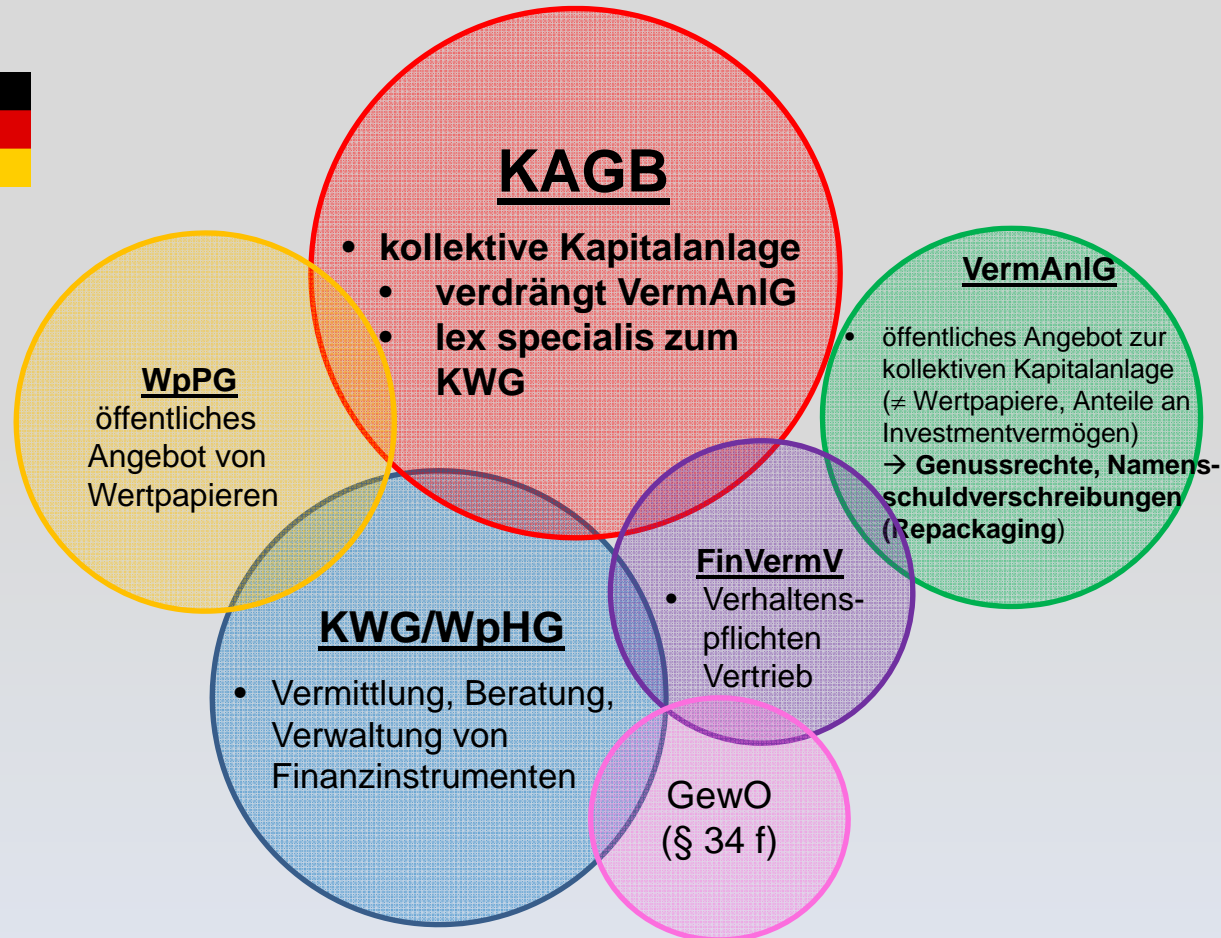 KAGB
• kollektive Kapitalanlage
• verdrängt VermAnlG
• lex specialis zum
KWG
WpPG
öffentliches
Angebot von
Wertpapieren
VermAnlG
• öffentliches Angebot zur
kollektiven Kapitalanlage
(≠ Wertpapiere, Anteile an
Investmentvermögen)
→ Genussrechte, Namens-
schuldverschreibungen
(Repackaging)
FinVermV
• Verhaltens-
pflichten
Vertrieb
KWG/WpHG
• Vermittlung, Beratung,
Verwaltung von
Finanzinstrumenten
GewO
(§ 34 f)